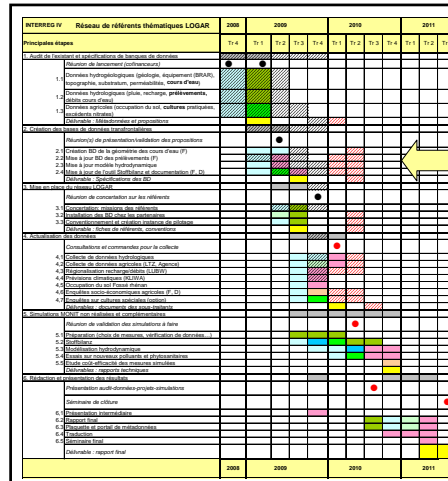 INTERREG IV Réseau de référents thématiques LOGAR 2008 2009 2010 2011
Principales étapes Tr 4 Tr 1 Tr 2 Tr 3 Tr 4 Tr 1 Tr 2 Tr 3 Tr 4 Tr 1 Tr 2 Tr
1. Audit de l'existant et spécifications de banques de données
Réunion de lancement (cofinanceurs)
1.1 Données hydrogéologiques (géologie, équipement (BRAR), topographie, substratum, perméabilités, cours d'eau)
1.2 Données hydrologiques (pluie, recharge, prélèvements, débits cours d'eau)
1.3 Données agricoles (occupation du sol, cultures pratiquées, excédents nitrates)
Délivrable : Métadonnées et propositions
2. Création des bases de données transfrontalières
Réunion(s) de présentation/validation des propositions
2.1 Création BD de la géométrie des cours d'eau (F)
2.2 Mise à jour BD des prélèvements (F)
2.3 Mise à jour modèle hydrodynamique
2.4 Mise à jour de l'outil Stoffbilanz et documentation (F, D)
Délivrable : Spécifications des BD
3. Mise en place du réseau LOGAR
Réunion de concertation sur les référents
3.1 Concertation: missions des référents
3.2 Installation des BD chez les partenaires
3.3 Conventionnement et création instance de pilotage
Délivrable : fiches de référents, conventions
4. Actualisation des données
Consultations et commandes pour la collecte
4.1 Collecte de données hydrologiques
4.2 Collecte de données agricoles (LTZ, Agence)
4.3 Régionalisation recharge/débits (LUBW)
4.4 Prévisions climatiques (KLIWA)
4.5 Occupation du sol Fossé rhénan
4.6 Enquêtes socio-économiques agricoles (F, D)
4.7 Enquêtes sur cultures spéciales (option)
Délivrables : documents des sous-traitants
5. Simulations MONIT non réalisées et complémentaires
Réunion de validation des simulations à faire
5.1 Préparation (choix de mesures, vérification de données…)
5.2 Stoffbilanz
5.3 Modélisation hydrodynamique
5.4 Essais sur nouveaux polluants et phytosanitaires
5.5 Etude coût-efficacité des mesures simulées
Délivrables : rapports techniques
6. Rédaction et présentation des résultats
Présentation audit-données-projets-simulations
Séminaire de clôture
6.1 Présentation intermédiaire
6.2 Rapport final
6.3 Plaquette et portail de métadonnées
6.4 Traduction
6.5 Séminaire final
Délivrable : rapport final
2008 2009 2010 2011